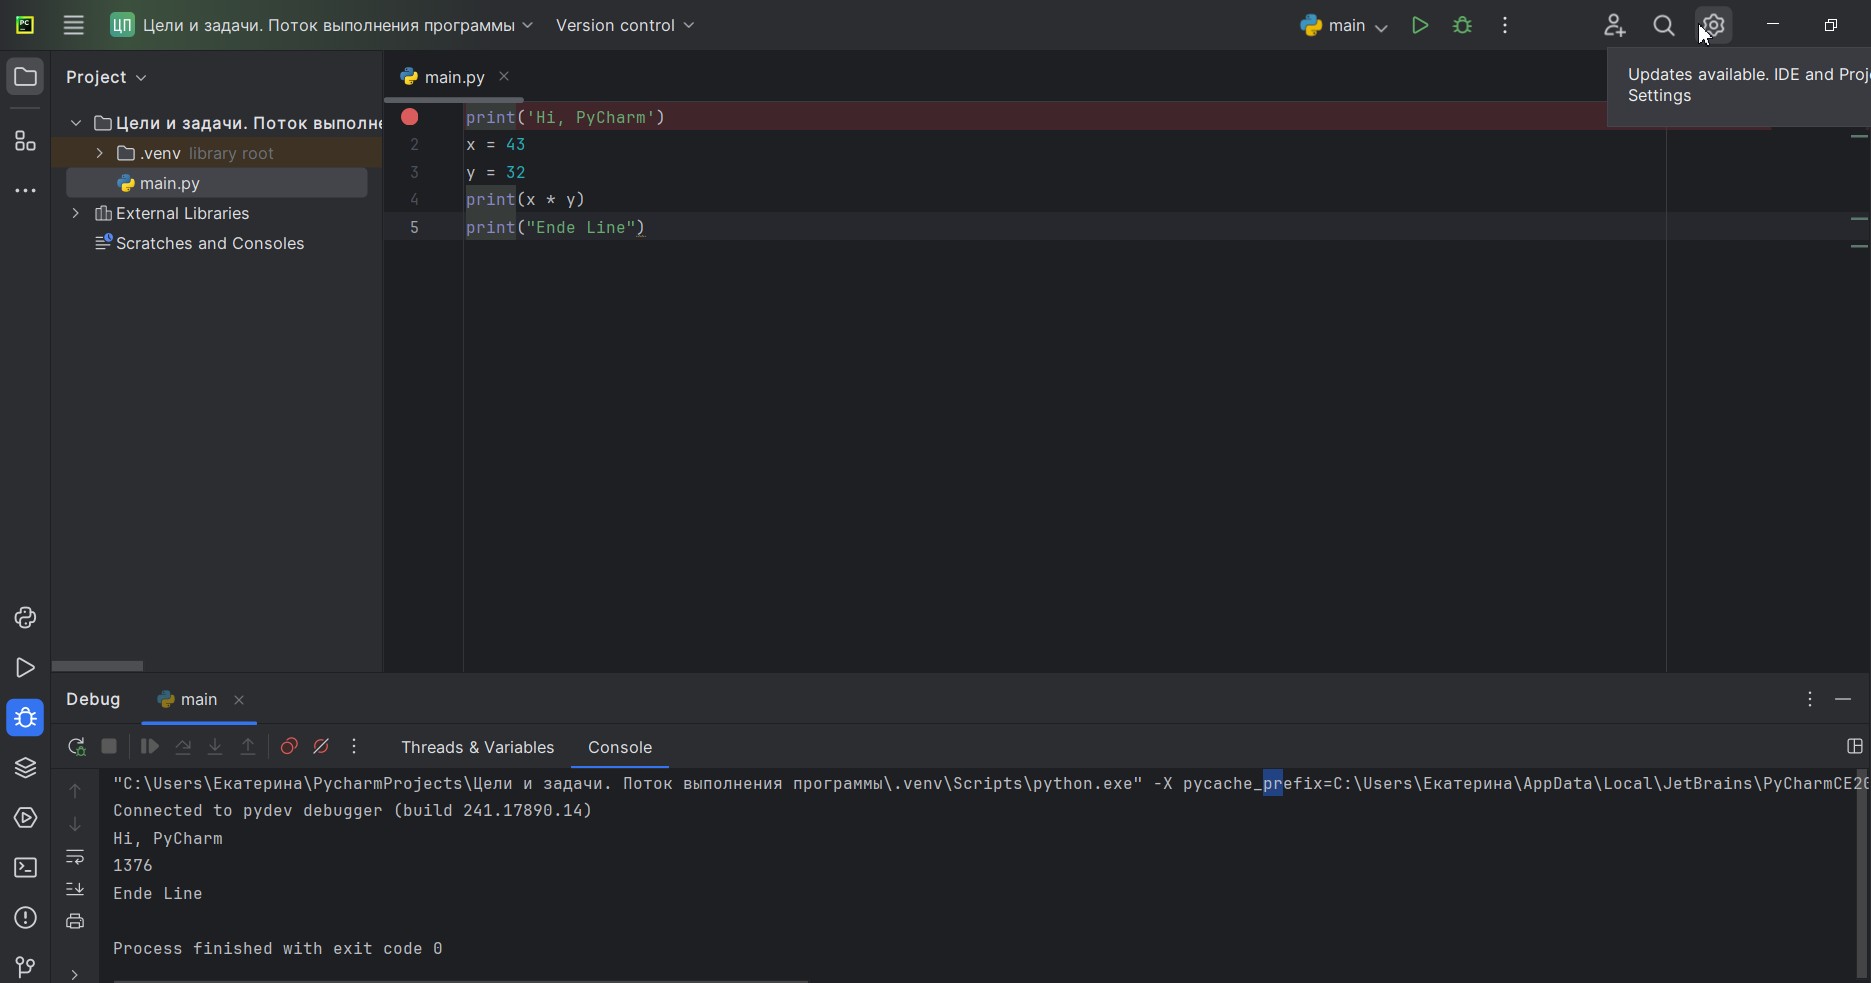 PC
ЦП Цели и задачи. Поток выполнения программы Version control main
Updates available. IDE and Proje
Settings
Project
Цели и задачи. Поток выполне
.venv library root
main.py
External Libraries
Scratches and Consoles
main.py
print('Hi, PyCharm')
2 x = 43
3 y = 32
4 print(x * y)
5 print("Ende Line")
Debug main
Threads & Variables Console
"C:\Users\Екатерина\PycharmProjects\Цели и задачи. Поток выполнения программы\.venv\Scripts\python.exe" -X pycache_prefix=C:\Users\Екатерина\AppData\Local\JetBrains\PyCharmCE20
Connected to pydev debugger (build 241.17890.14)
Hi, PyCharm
1376
Ende Line
Process finished with exit code 0